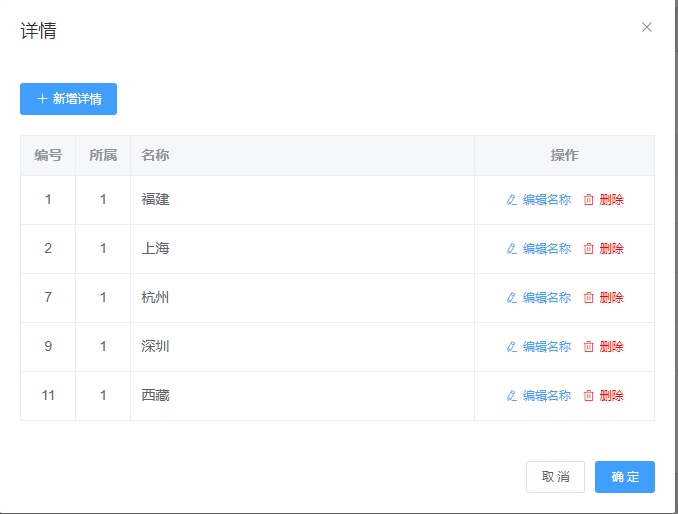 详情
新增详情
编号 所属 名称 操作
1 1 福建 编辑名称 删除
2 1 上海 编辑名称 删除
7 1 杭州 编辑名称 删除
9 1 深圳 编辑名称 删除
11 1 西藏 编辑名称 删除
取消 确定